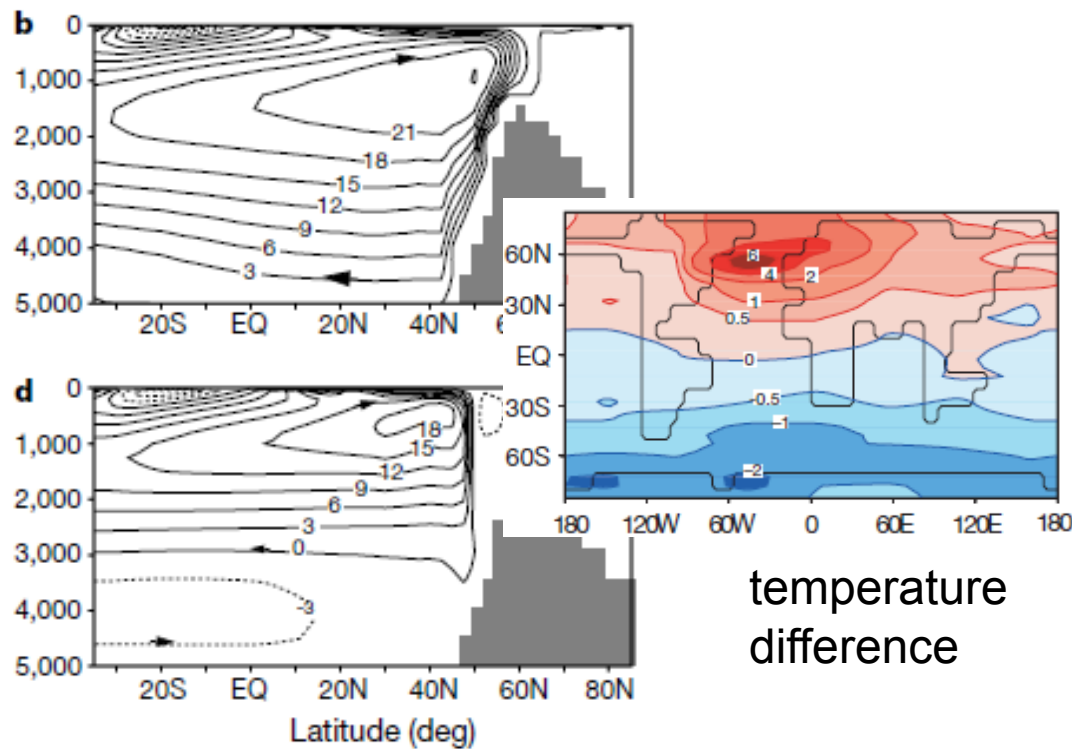 b
0
1,000
2,000
3,000
4,000
5,000
21
18
15
12
9
6
3
20S EQ 20N 40N
60N
30N
EQ
30S
60S
6
4 2
1
0.5
0
-0.5
-1
-2
180 120W 60W 0 60E 120E 180
temperature
difference
d
0
1,000
2,000
3,000
4,000
5,000
18
15
12
9
6
3
0
-3
20S EQ 20N 40N 60N 80N
Latitude (deg)